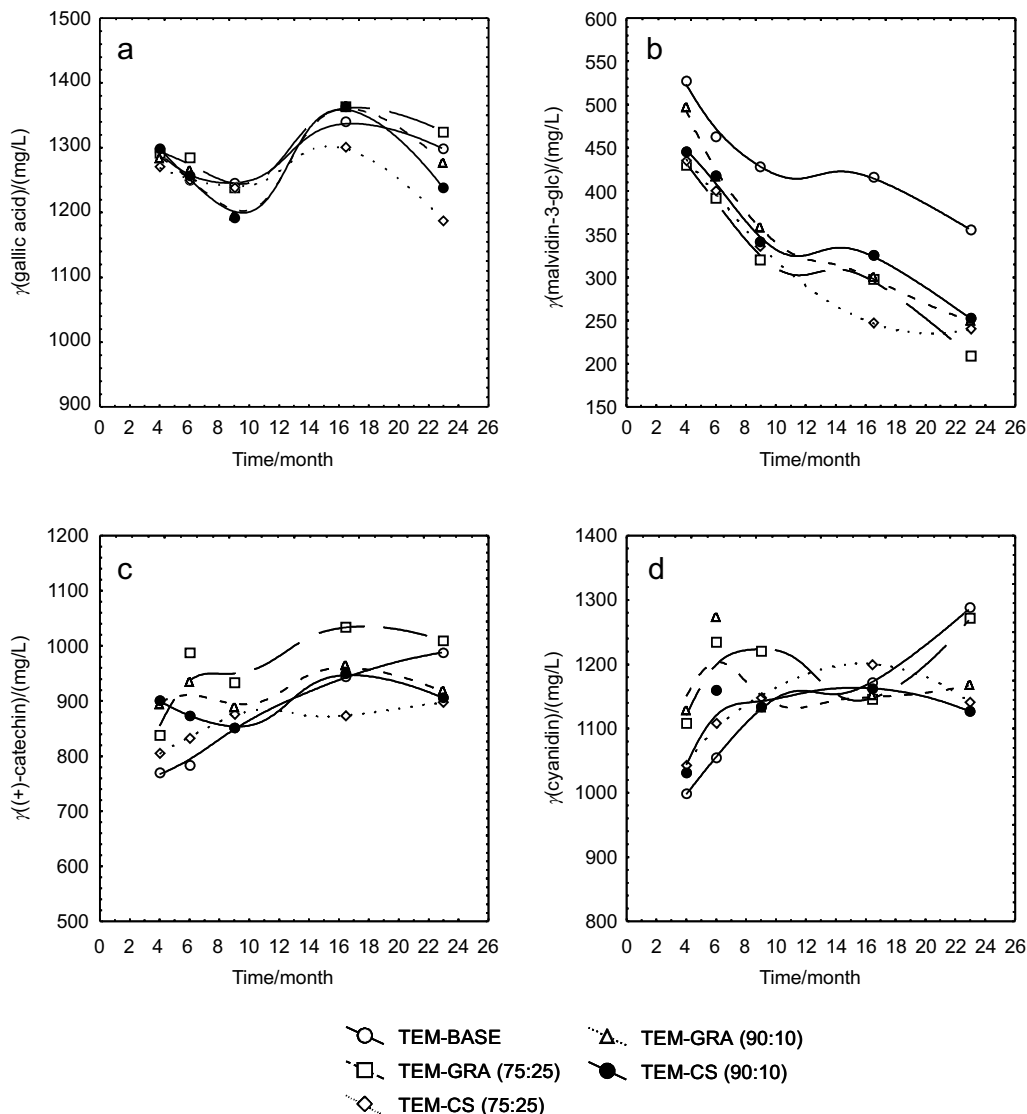 a
γ(gallic acid)/(mg/L)
1500
1400
1300
1200
1100
1000
900
0 2 4 6 8 10 12 14 16 18 20 22 24 26
Time/month
b
γ(malvidin-3-glc)/(mg/L)
600
550
500
450
400
350
300
250
200
150
0 2 4 6 8 10 12 14 16 18 20 22 24 26
Time/month
c
γ((+)-catechin)/(mg/L)
1200
1100
1000
900
800
700
600
500
0 2 4 6 8 10 12 14 16 18 20 22 24 26
Time/month
d
γ(cyanidin)/(mg/L)
1400
1300
1200
1100
1000
900
800
0 2 4 6 8 10 12 14 16 18 20 22 24 26
Time/month
TEM-BASE
TEM-GRA (75:25)
TEM-CS (75:25)
TEM-GRA (90:10)
TEM-CS (90:10)